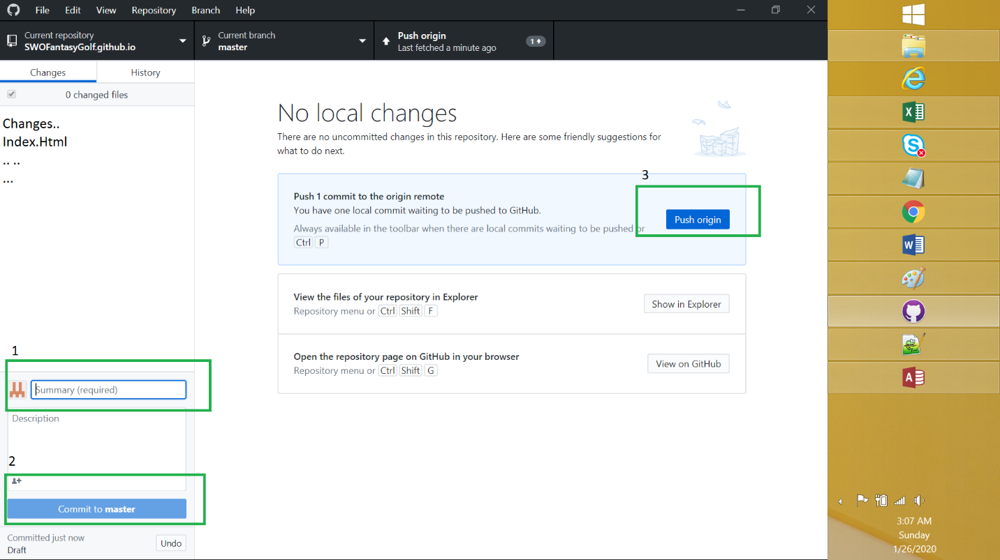 File Edit View Repository Branch Help
Current repository
SWOFantasyGolf.github.io
Current branch
master
Push origin
Last fetched a minute ago
1
Changes History
0 changed files
Changes..
Index.Html
.. ..
...
No local changes
There are no uncommitted changes in this repository. Here are some friendly suggestions for
what to do next.
3
Push 1 commit to the origin remote
You have one local commit waiting to be pushed to GitHub.
Always available in the toolbar when there are local commits waiting to be pushed or
Ctrl P
Push origin
View the files of your repository in Explorer
Repository menu or Ctrl Shift F
Show in Explorer
Open the repository page on GitHub in your browser
Repository menu or Ctrl Shift G
View on GitHub
1
Summary (required)
Description
2
Commit to master
Committed just now
Draft
Undo
3:07 AM
Sunday
1/26/2020